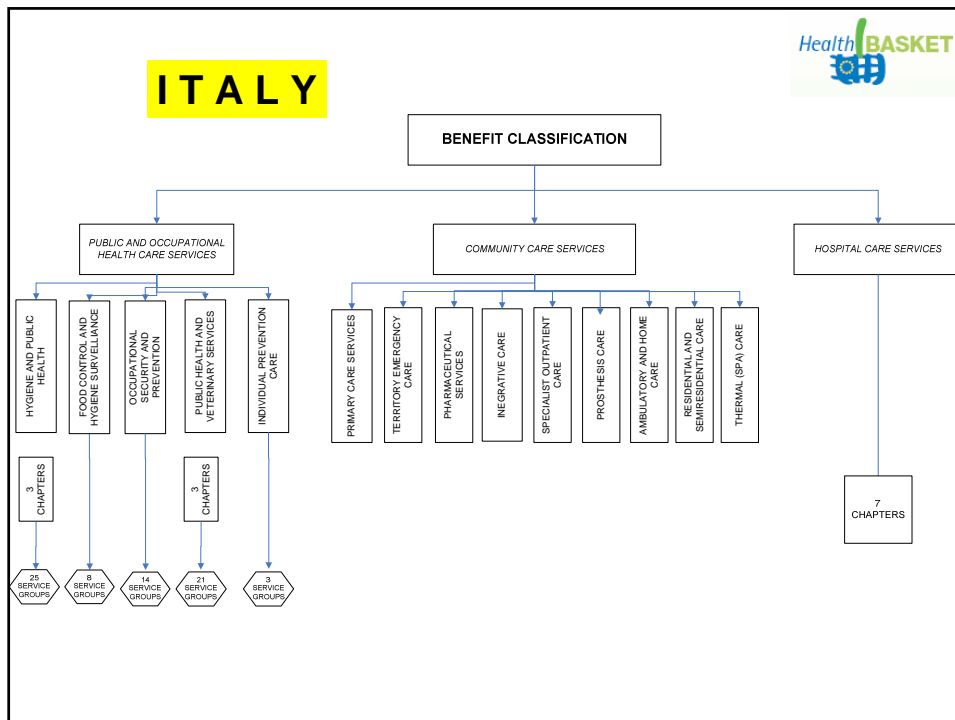 Health BASKET
I T A L Y
BENEFIT CLASSIFICATION
PUBLIC AND OCCUPATIONAL
HEALTH CARE SERVICES
COMMUNITY CARE SERVICES
HOSPITAL CARE SERVICES
HYGIENE AND PUBLIC
HEALTH
FOOD CONTROL AND
HYGIENE SURVELLIANCE
OCCUPATIONAL
SECURITY AND
PREVENTION
PUBLIC HEALTH AND
VETERINARY SERVICES
INDIVIDUAL PREVENTION
CARE
PRIMARY CARE SERVICES
TERRITORY EMERGENCY
CARE
PHARMACEUTICAL
SERVICES
INEGRATIVE CARE
SPECIALIST OUTPATIENT
CARE
PROSTHESIS CARE
AMBULATORY AND HOME
CARE
RESIDENTIAL AND
SEMIRESIDENTIAL CARE
THERMAL (SPA) CARE
3
CHAPTERS
3
CHAPTERS
7
CHAPTERS
25
SERVICE
GROUPS
8
SERVICE
GROUPS
14
SERVICE
GROUPS
21
SERVICE
GROUPS
3
SERVICE
GROUPS